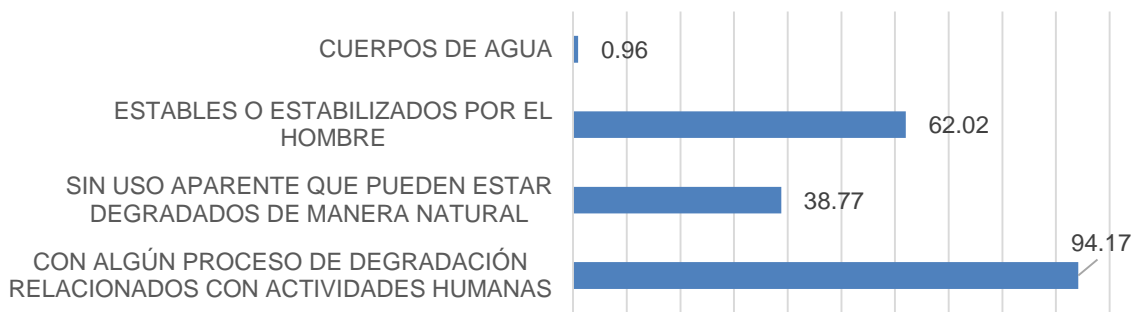 CUERPOS DE AGUA
0.96
ESTABLES O ESTABILIZADOS POR EL
HOMBRE
62.02
SIN USO APARENTE QUE PUEDEN ESTAR
DEGRADADOS DE MANERA NATURAL
38.77
CON ALGÚN PROCESO DE DEGRADACIÓN
RELACIONADOS CON ACTIVIDADES HUMANAS
94.17